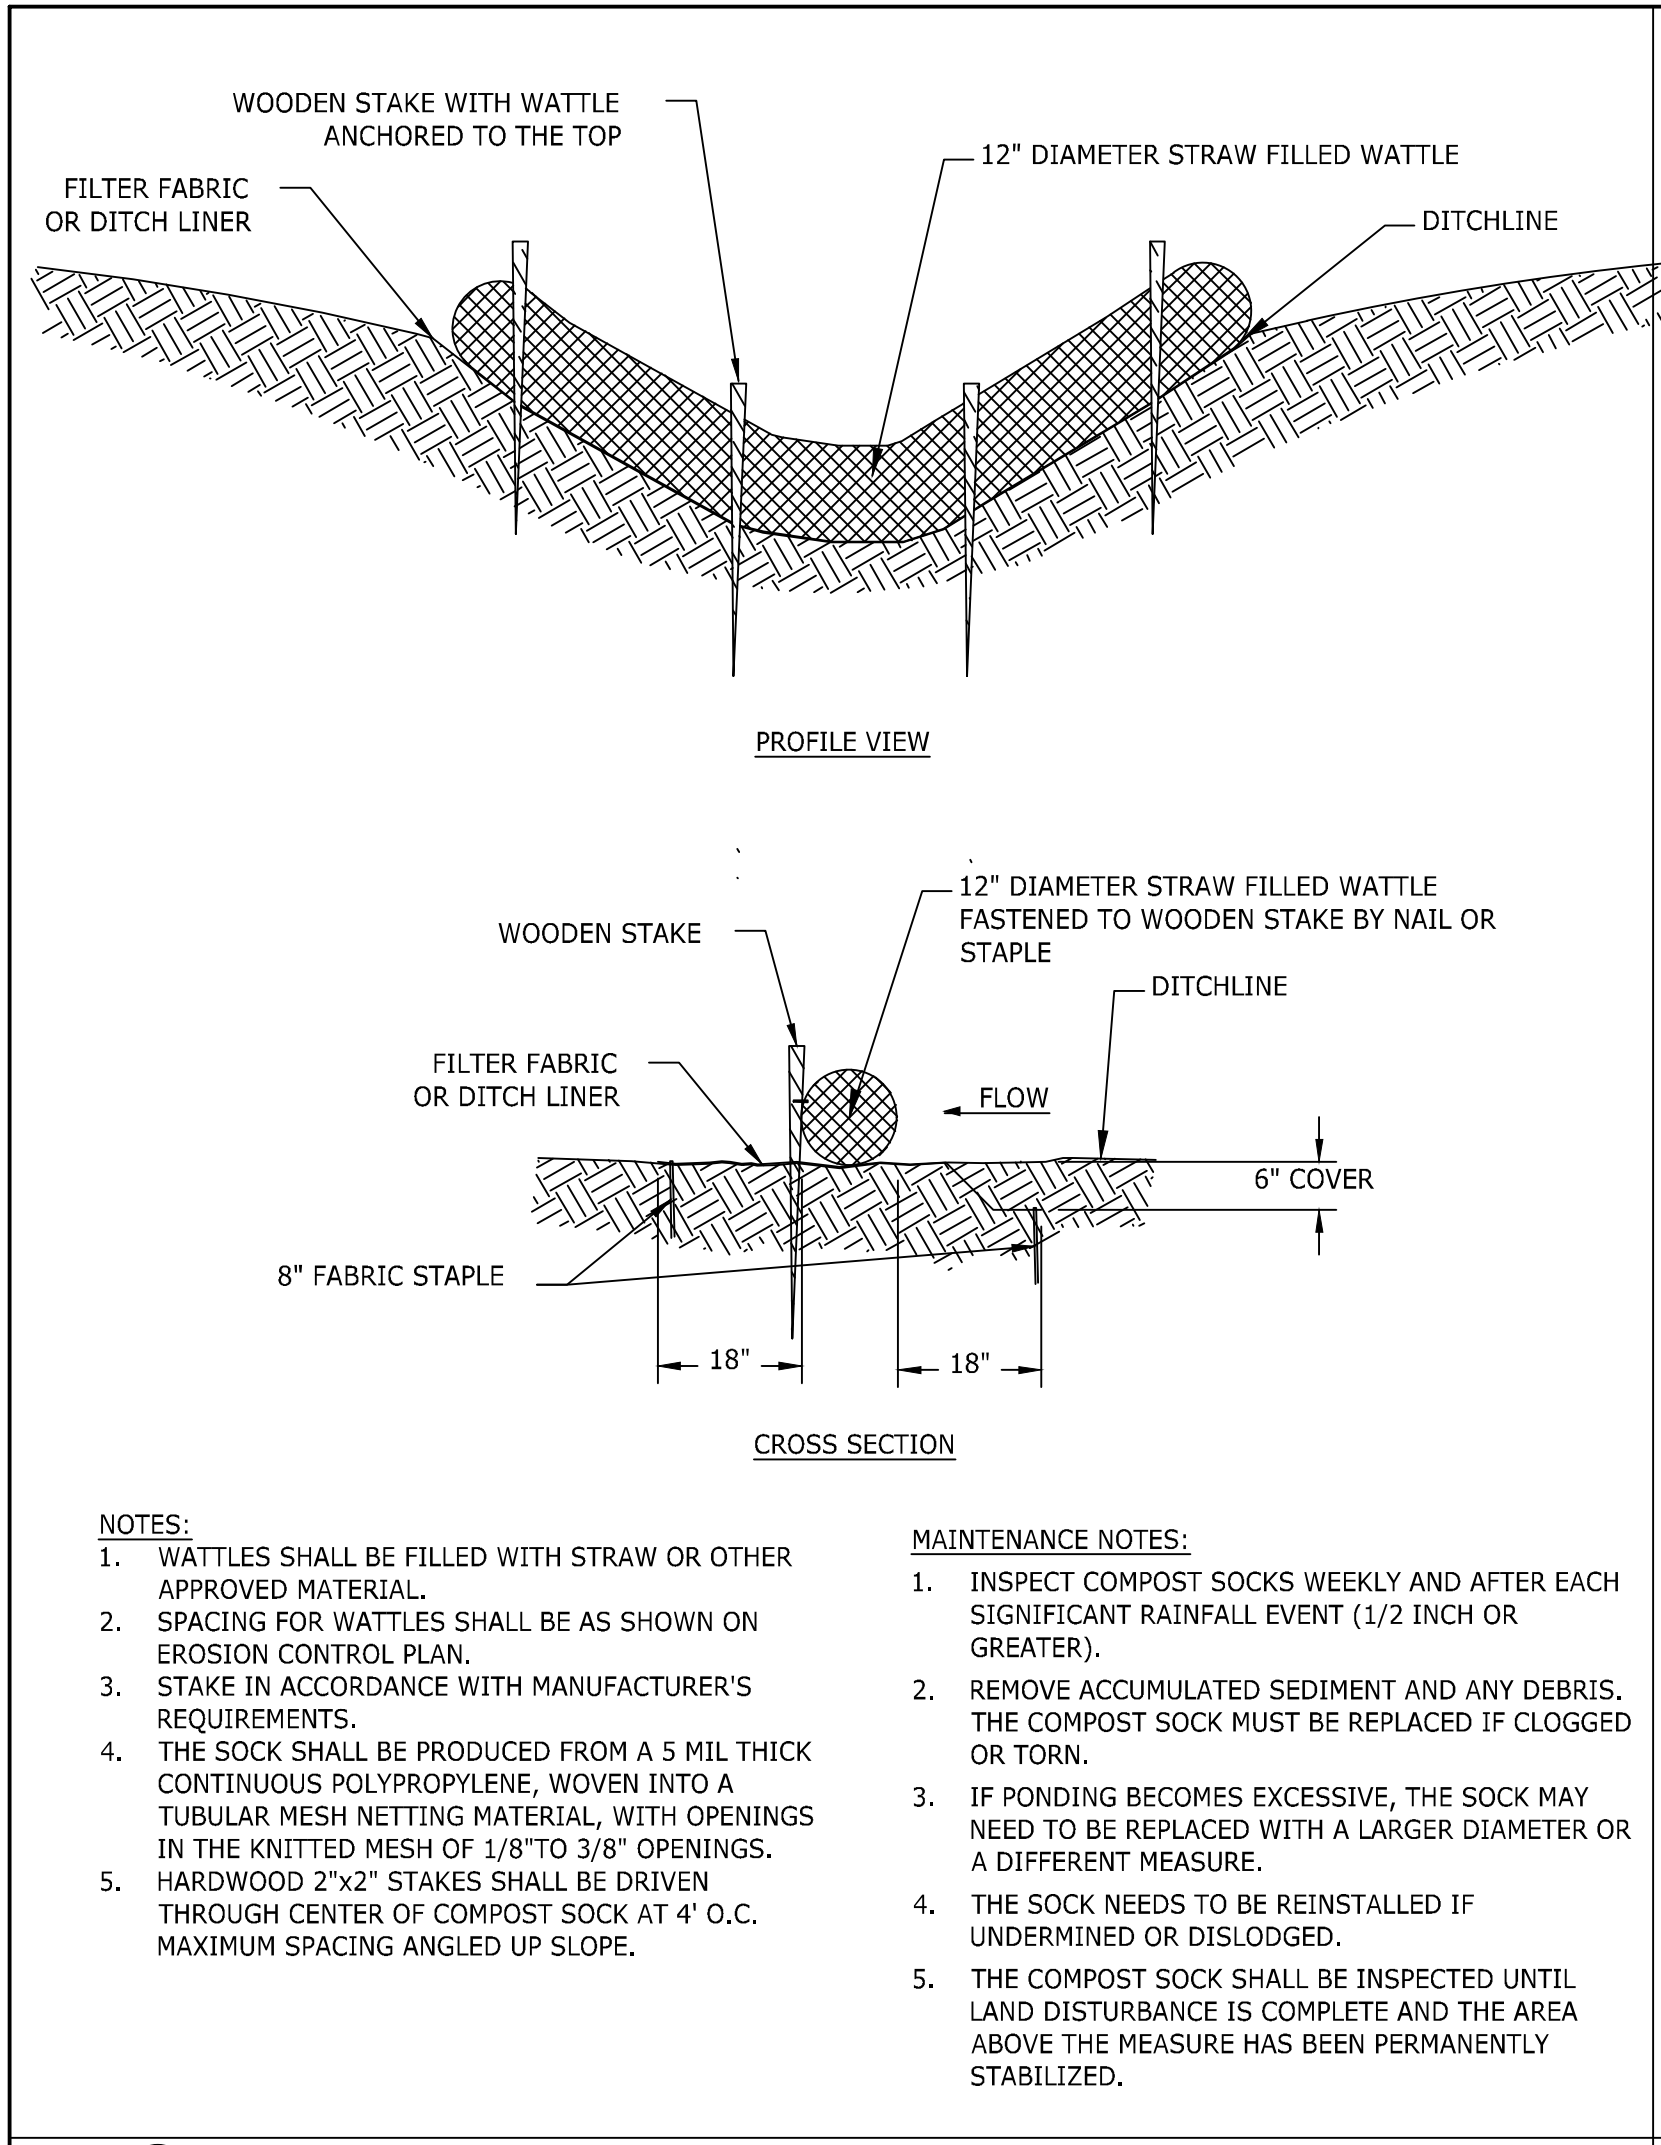 WOODEN STAKE WITH WATTLE
ANCHORED TO THE TOP
12" DIAMETER STRAW FILLED WATTLE
FILTER FABRIC
OR DITCH LINER
DITCHLINE
PROFILE VIEW
12" DIAMETER STRAW FILLED WATTLE
FASTENED TO WOODEN STAKE BY NAIL OR
STAPLE
WOODEN STAKE
DITCHLINE
FILTER FABRIC
OR DITCH LINER
FLOW
6" COVER
8" FABRIC STAPLE
18"
18"
CROSS SECTION
NOTES:
1. WATTLES SHALL BE FILLED WITH STRAW OR OTHER
APPROVED MATERIAL.
2. SPACING FOR WATTLES SHALL BE AS SHOWN ON
EROSION CONTROL PLAN.
3. STAKE IN ACCORDANCE WITH MANUFACTURER'S
REQUIREMENTS.
4. THE SOCK SHALL BE PRODUCED FROM A 5 MIL THICK
CONTINUOUS POLYPROPYLENE, WOVEN INTO A
TUBULAR MESH NETTING MATERIAL, WITH OPENINGS
IN THE KNITTED MESH OF 1/8"TO 3/8" OPENINGS.
5. HARDWOOD 2"x2" STAKES SHALL BE DRIVEN
THROUGH CENTER OF COMPOST SOCK AT 4' O.C.
MAXIMUM SPACING ANGLED UP SLOPE.
MAINTENANCE NOTES:
1. INSPECT COMPOST SOCKS WEEKLY AND AFTER EACH
SIGNIFICANT RAINFALL EVENT (1/2 INCH OR
GREATER).
2. REMOVE ACCUMULATED SEDIMENT AND ANY DEBRIS.
THE COMPOST SOCK MUST BE REPLACED IF CLOGGED
OR TORN.
3. IF PONDING BECOMES EXCESSIVE, THE SOCK MAY
NEED TO BE REPLACED WITH A LARGER DIAMETER OR
A DIFFERENT MEASURE.
4. THE SOCK NEEDS TO BE REINSTALLED IF
UNDERMINED OR DISLODGED.
5. THE COMPOST SOCK SHALL BE INSPECTED UNTIL
LAND DISTURBANCE IS COMPLETE AND THE AREA
ABOVE THE MEASURE HAS BEEN PERMANENTLY
STABILIZED.